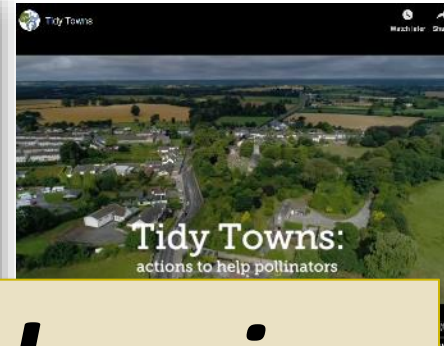 Tidy Towns
Watch later
Tidy Towns:
actions to help pollinators